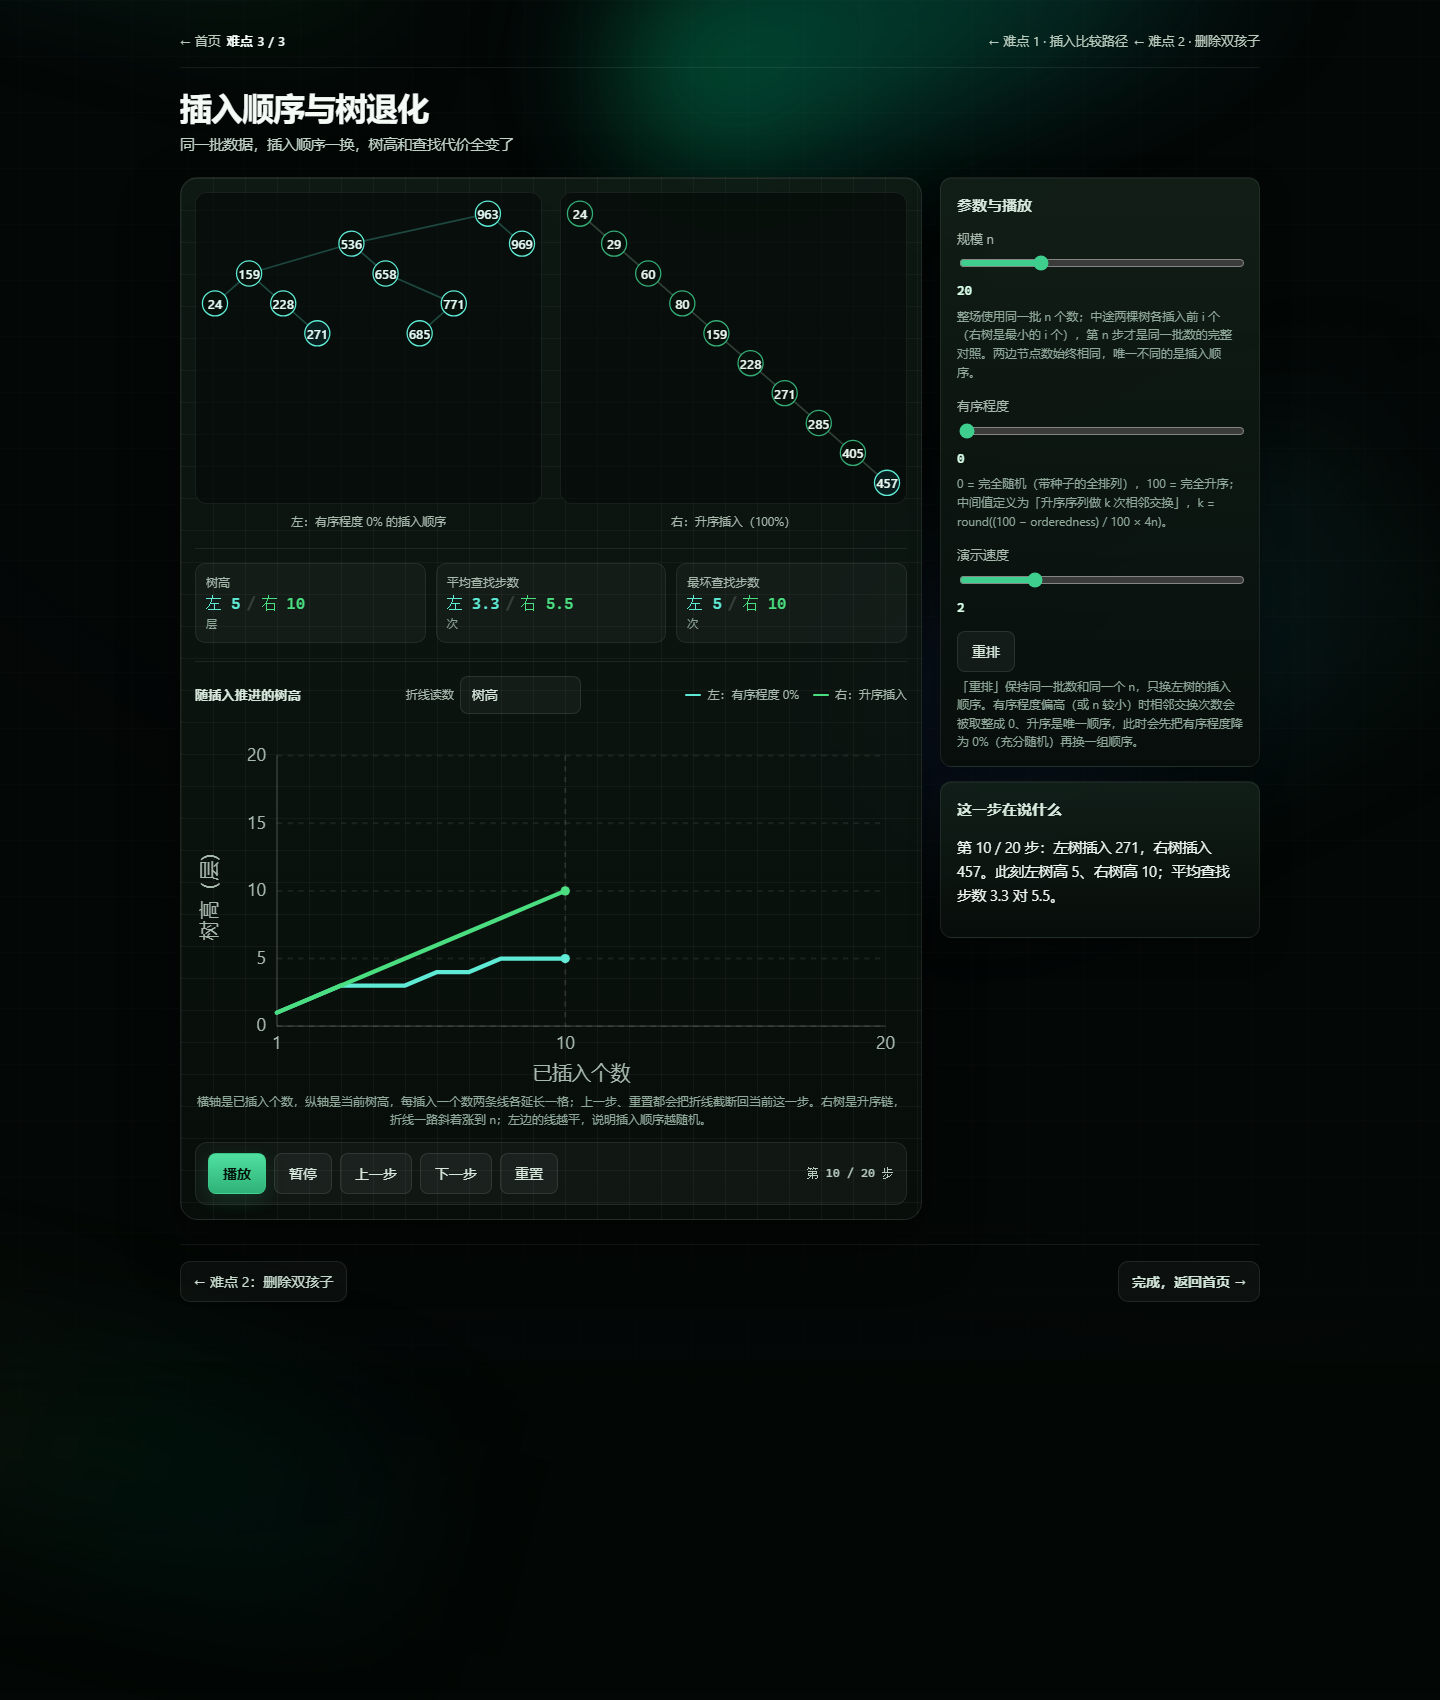 ← 首页 难点 3 / 3
← 难点 1 · 插入比较路径 ← 难点 2 · 删除双孩子
插入顺序与树退化
同一批数据，插入顺序一换，树高和查找代价全变了
963
536
969
159
658
24
228
771
271
685
左：有序程度 0% 的插入顺序
24
29
60
80
159
228
271
285
405
457
右：升序插入（100%）
树高
左 5 / 右 10
层
平均查找步数
左 3.3 / 右 5.5
次
最坏查找步数
左 5 / 右 10
次
随插入推进的树高
折线读数 树高
左：有序程度 0% 右：升序插入
20
15
10
5
0
树高（层）
1 10 20
已插入个数
横轴是已插入个数，纵轴是当前树高，每插入一个数两条线各延长一格；上一步、重置都会把折线截断回当前这一步。右树是升序链，
折线一路斜着涨到 n；左边的线越平，说明插入顺序越随机。
播放 暂停 上一步 下一步 重置 第 10 / 20 步
参数与播放
规模 n
20
整场使用同一批 n 个数；中途两棵树各插入前 i 个
（右树是最小的 i 个），第 n 步才是同一批数的完整
对照。两边节点数始终相同，唯一不同的是插入顺
序。
有序程度
0
0 = 完全随机（带种子的全排列），100 = 完全升序；
中间值定义为「升序序列做 k 次相邻交换」，k =
round((100 − orderedness) / 100 × 4n)。
演示速度
2
重排
「重排」保持同一批数和同一个 n，只换左树的插入
顺序。有序程度偏高（或 n 较小）时相邻交换次数会
被取整成 0、升序是唯一顺序，此时会先把有序程度降
为 0%（充分随机）再换一组顺序。
这一步在说什么
第 10 / 20 步：左树插入 271，右树插入
457。此刻左树高 5、右树高 10；平均查找
步数 3.3 对 5.5。
← 难点 2：删除双孩子
完成，返回首页 →